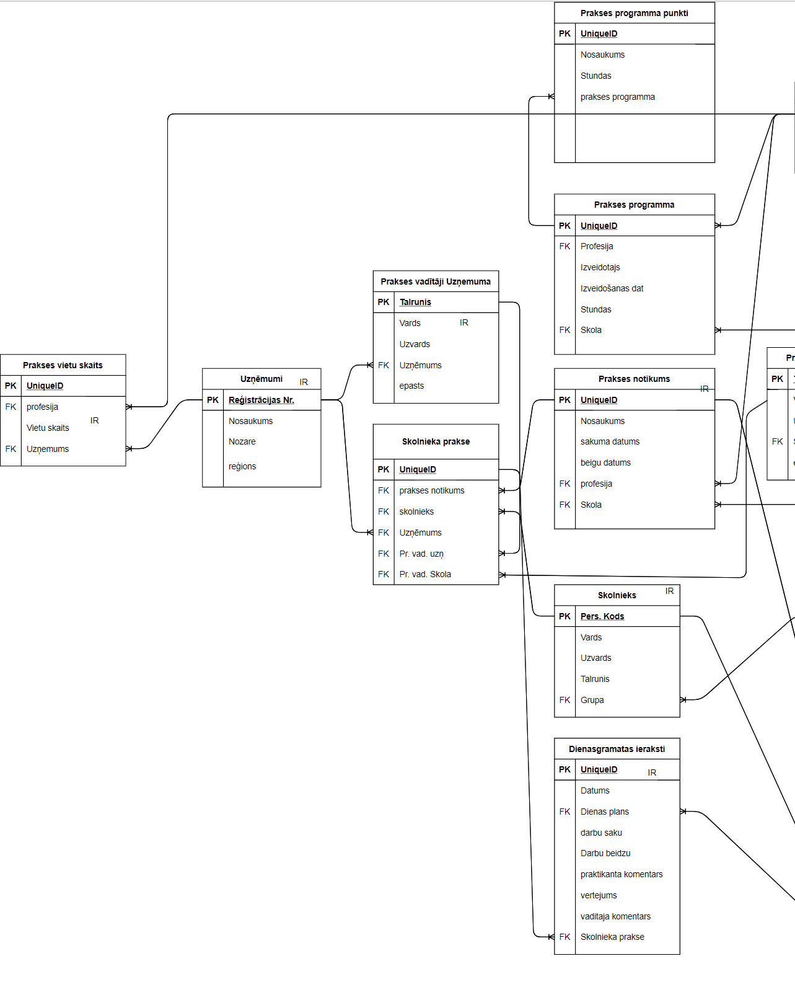 Prakses programma punkti
PK UniqueID
Nosaukums
Stundas
prakses programma
Prakses programma
PK UniqueID
FK Profesija
Izveidotajs
Izveidošanas dat
Stundas
FK Skola
Prakses vadītāji Uzņemuma
PK Talrunis
Vards IR
Uzvards
FK Uzņēmums
epasts
Prakses vietu skaits
PK UniqueID
FK profesija
IR
Vietu skaits
FK Uzņemums
Uzņēmumi IR
PK Reģistrācijas Nr.
Nosaukums
Nozare
reģions
Skolnieka prakse
PK UniqueID
FK prakses notikums
FK skolnieks
FK Uzņēmums
FK Pr. vad. uzņ
FK Pr. vad. Skola
Prakses notikums
IR
PK UniqueID
Nosaukums
sakuma datums
beigu datums
FK profesija
FK Skola
Pr
PK
FK
Skolnieks IR
PK Pers. Kods
Vards
Uzvards
Talrunis
FK Grupa
Dienasgramatas ieraksti
PK UniqueID IR
Datums
FK Dienas plans
darbu saku
Darbu beidzu
praktikanta komentars
vertejums
vaditaja komentars
FK Skolnieka prakse